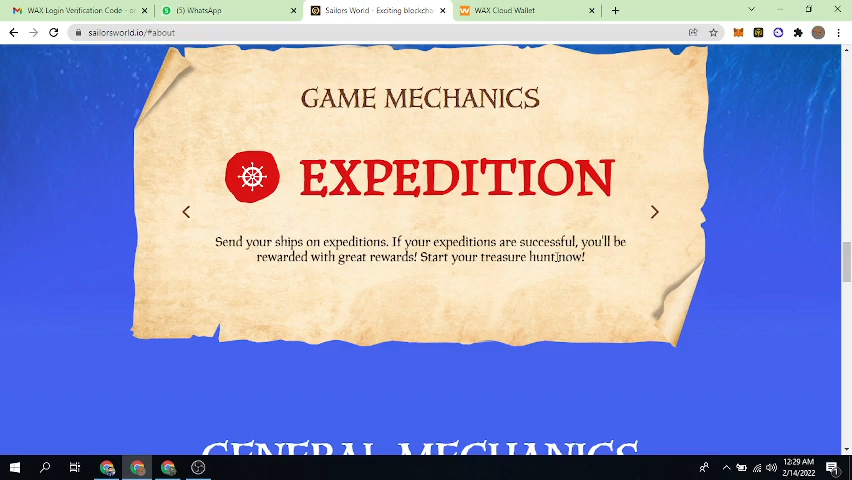 WAX Login Verification Code - o
(5) WhatsApp
Sailors World - Exciting blockcha
WAX Cloud Wallet
sailorsworld.io/#about
GAME MECHANICS
EXPEDITION
Send your ships on expeditions. If your expeditions are successful, you'll be
rewarded with great rewards! Start your treasure hunt now!
GENERAL MECHANICS
12:29 AM
2/14/2022